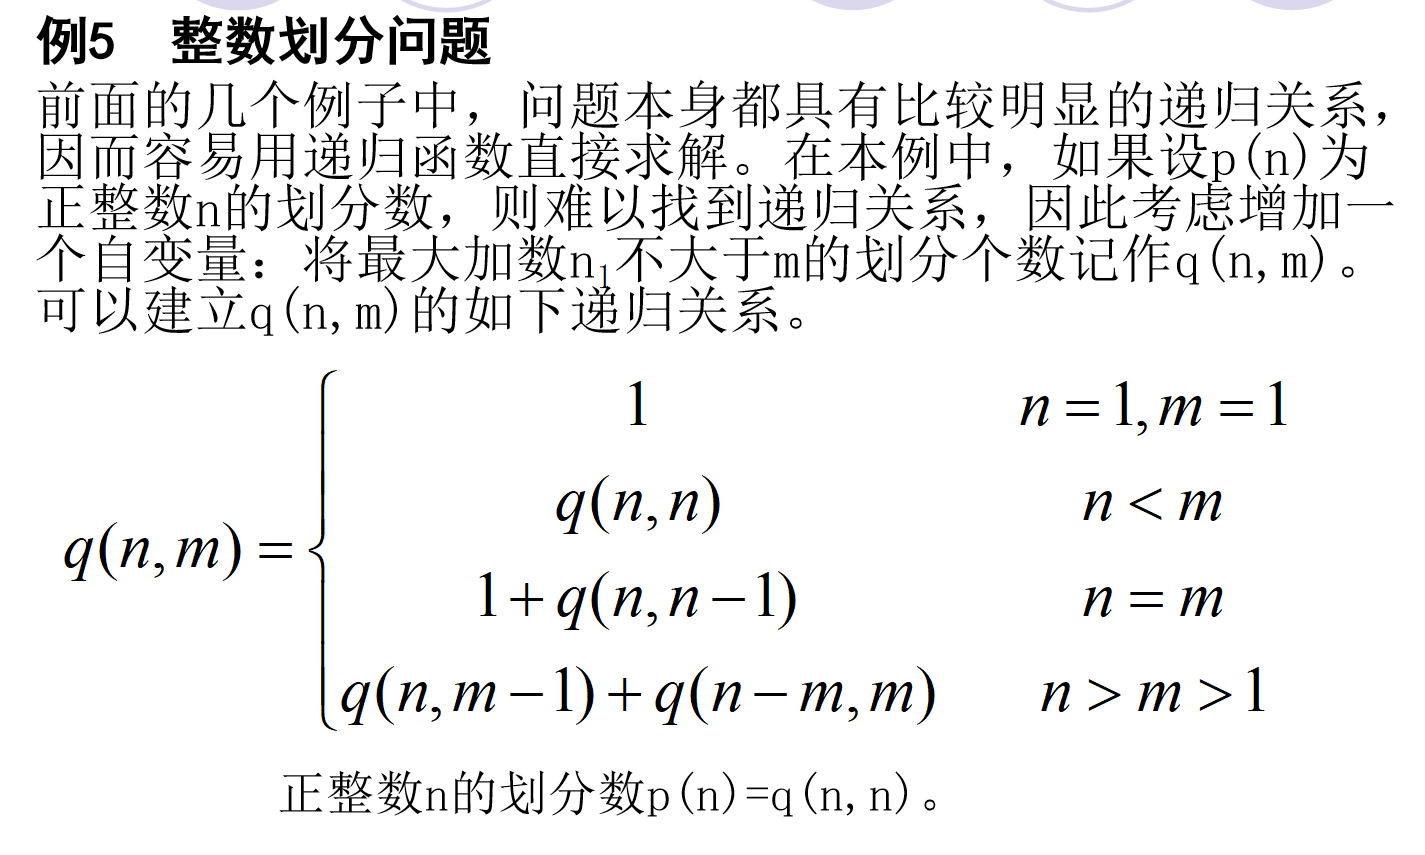 例5 整数划分问题
前面的几个例子中，问题本身都具有比较明显的递归关系，
因而容易用递归函数直接求解。在本例中，如果设p(n)为
正整数n的划分数，则难以找到递归关系，因此考虑增加一
个自变量：将最大加数n₁不大于m的划分个数记作q(n,m)。
可以建立q(n,m)的如下递归关系。
1 n = 1, m = 1
q(n, n) n < m
q(n, m) =
1 + q(n, n − 1) n = m
q(n, m − 1) + q(n − m, m) n > m > 1
正整数n的划分数p(n)=q(n,n)。